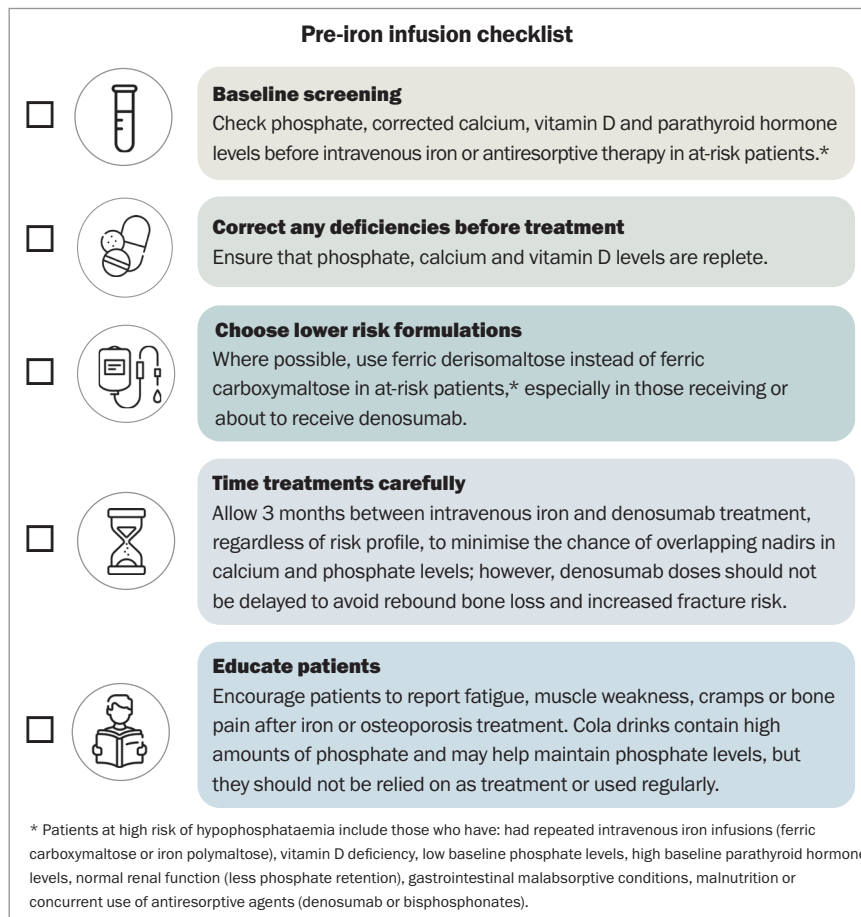 Pre-iron infusion checklist
Baseline screening
Check phosphate, corrected calcium, vitamin D and parathyroid hormone
levels before intravenous iron or antiresorptive therapy in at-risk patients.*
Correct any deficiencies before treatment
Ensure that phosphate, calcium and vitamin D levels are replete.
Choose lower risk formulations
Where possible, use ferric derisomaltose instead of ferric
carboxymaltose in at-risk patients,* especially in those receiving or
about to receive denosumab.
Time treatments carefully
Allow 3 months between intravenous iron and denosumab treatment,
regardless of risk profile, to minimise the chance of overlapping nadirs in
calcium and phosphate levels; however, denosumab doses should not
be delayed to avoid rebound bone loss and increased fracture risk.
Educate patients
Encourage patients to report fatigue, muscle weakness, cramps or bone
pain after iron or osteoporosis treatment. Cola drinks contain high
amounts of phosphate and may help maintain phosphate levels, but
they should not be relied on as treatment or used regularly.
* Patients at high risk of hypophosphataemia include those who have: had repeated intravenous iron infusions (ferric
carboxymaltose or iron polymaltose), vitamin D deficiency, low baseline phosphate levels, high baseline parathyroid hormone
levels, normal renal function (less phosphate retention), gastrointestinal malabsorptive conditions, malnutrition or
concurrent use of antiresorptive agents (denosumab or bisphosphonates).